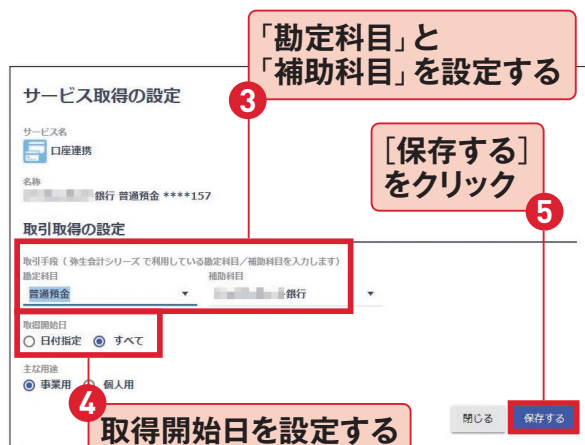 「勘定科目」と
「補助科目」を設定する
3
サービス取得の設定
サービス名
口座連携
名称
銀行 普通預金 ****157
[保存する]
をクリック
5
取引取得の設定
取引手段（ 弥生会計シリーズ で利用している勘定科目／補助科目を入力します）
勘定科目 補助科目
普通預金 銀行
取得開始日
日付指定 すべて
主な用途
事業用 個人用
4
取得開始日を設定する
閉じる 保存する